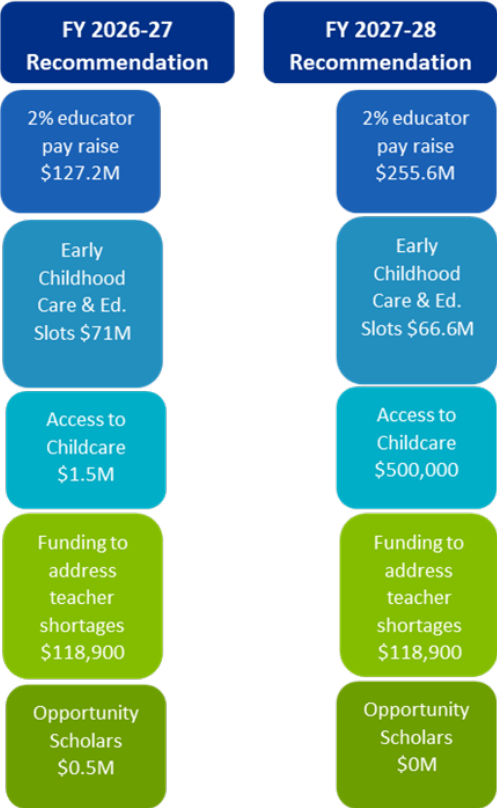 FY 2026-27
Recommendation
2% educator
pay raise
$127.2M
Early
Childhood
Care & Ed.
Slots $71M
Access to
Childcare
$1.5M
Funding to
address
teacher
shortages
$118,900
Opportunity
Scholars
$0.5M
FY 2027-28
Recommendation
2% educator
pay raise
$255.6M
Early
Childhood
Care & Ed.
Slots $66.6M
Access to
Childcare
$500,000
Funding to
address
teacher
shortages
$118,900
Opportunity
Scholars
$0M